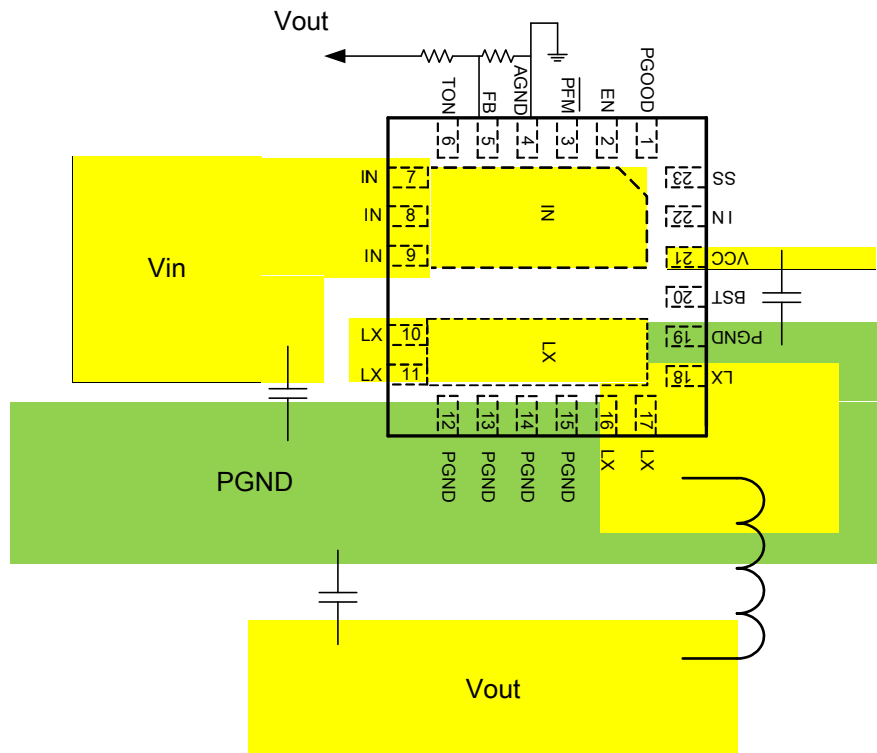 Vout
TON
FB
AGND
PFM
EN
PGOOD
6
5
4
3
2
1
IN 7
IN 8
IN 9
IN
23 SS
22 IN
21 VCC
20 BST
19 PGND
18 LX
Vin
LX 10
LX 11
LX
12
13
14
15
16
17
PGND
PGND
PGND
PGND
LX
LX
PGND
Vout